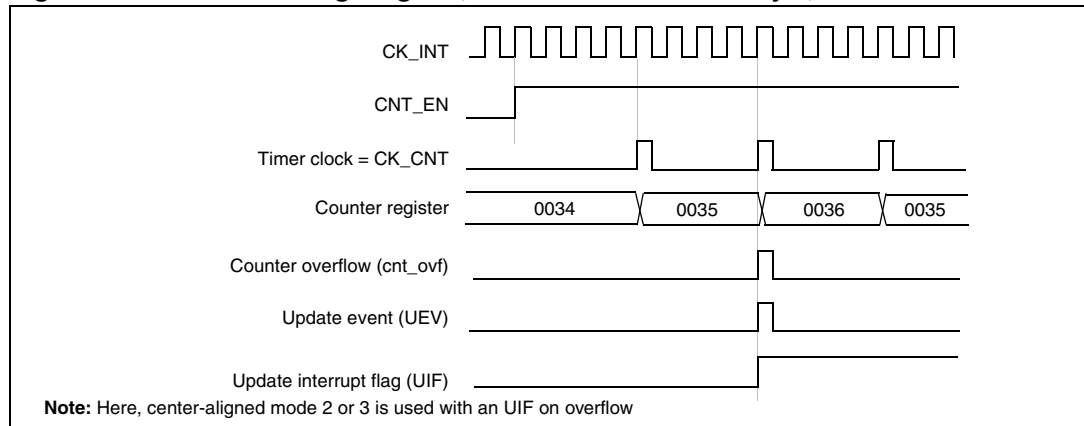 CK_INT
CNT_EN
Timer clock = CK_CNT
Counter register 0034 0035 0036 0035
Counter overflow (cnt_ovf)
Update event (UEV)
Update interrupt flag (UIF)
Note: Here, center-aligned mode 2 or 3 is used with an UIF on overflow